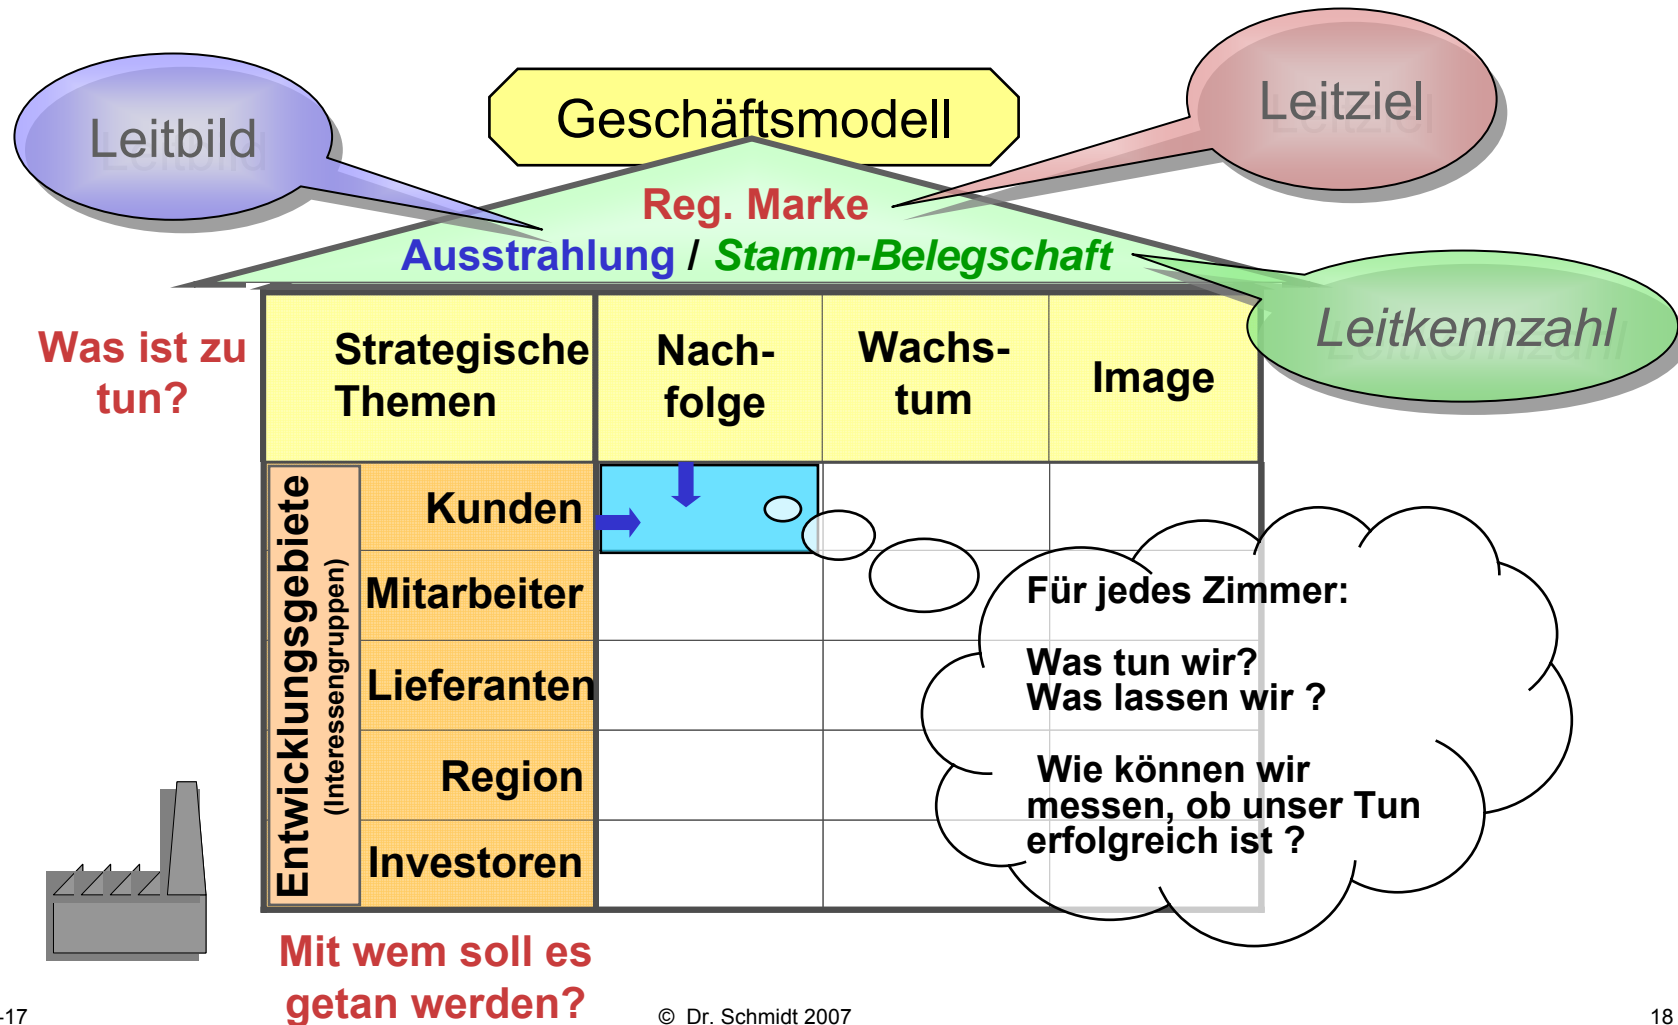 Geschäftsmodell
Leitbild
Leitziel
Reg. Marke
Ausstrahlung / Stamm-Belegschaft
Leitkennzahl
Was ist zu
tun?
Strategische
Themen
Nach-
folge
Wachs-
tum
Image
Entwicklungsgebiete
(Interessengruppen)
Kunden
Mitarbeiter
Lieferanten
Region
Investoren
Für jedes Zimmer:
Was tun wir?
Was lassen wir ?
Wie können wir
messen, ob unser Tun
erfolgreich ist ?
Mit wem soll es
getan werden?
-17
© Dr. Schmidt 2007
18